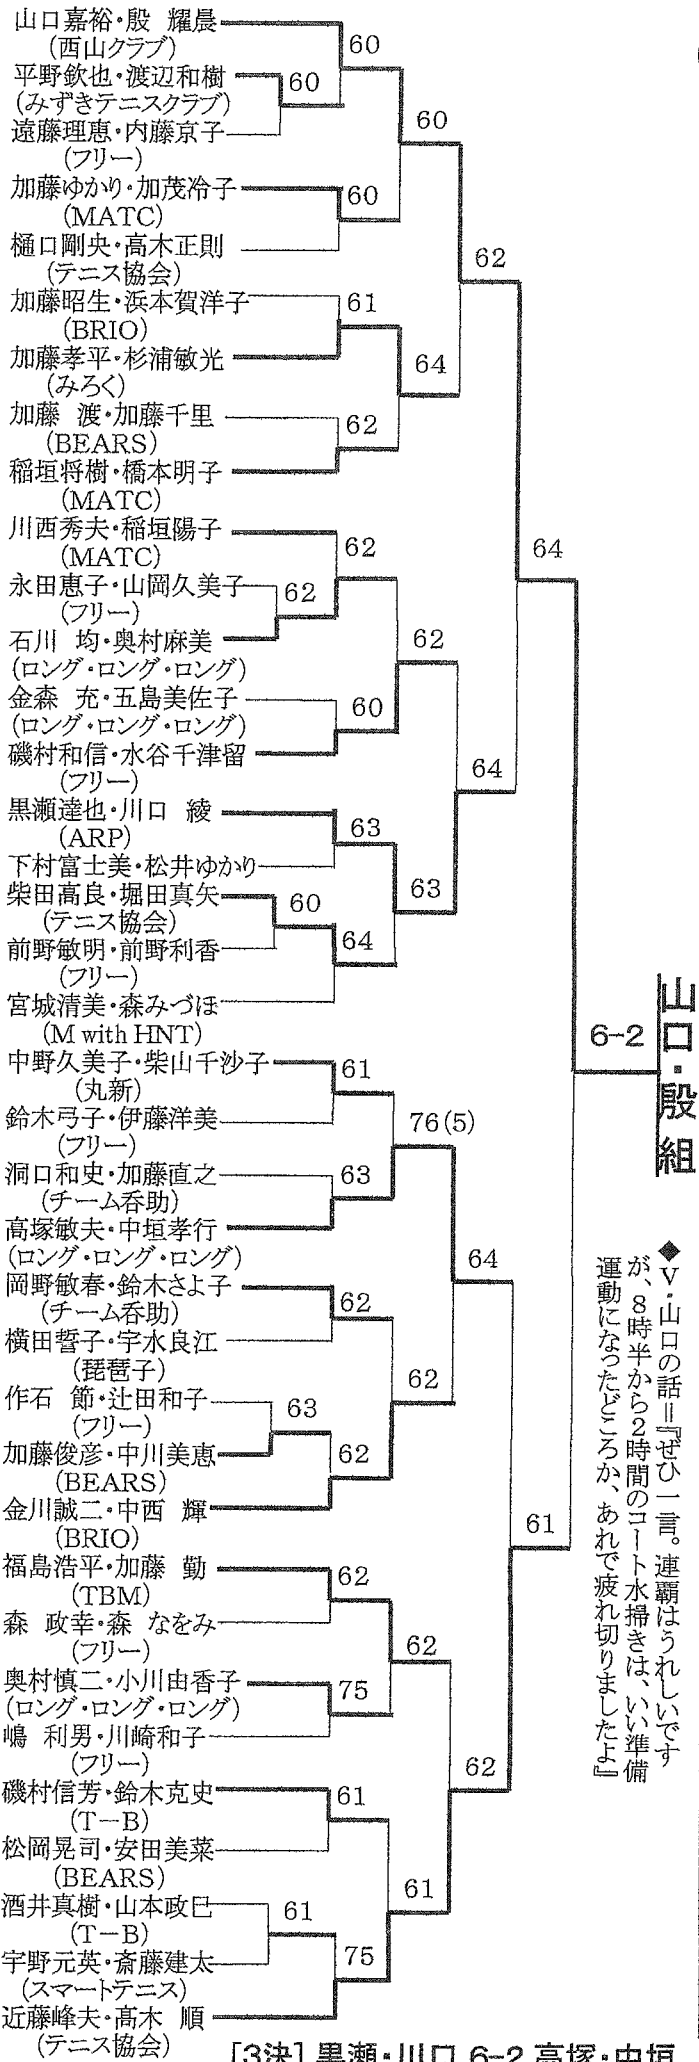 山口嘉裕・殷　耀晨
(西山クラブ)
平野欽也・渡辺和樹
(みずきテニスクラブ)
遠藤理恵・内藤京子
(フリー)
加藤ゆかり・加茂冷子
(MATC)
樋口剛央・高木正則
(テニス協会)
加藤昭生・浜本賀洋子
(BRIO)
加藤孝平・杉浦敏光
(みろく)
加藤　渡・加藤千里
(BEARS)
稲垣将樹・橋本明子
(MATC)
川西秀夫・稲垣陽子
(MATC)
永田恵子・山岡久美子
(フリー)
石川　均・奥村麻美
(ロング・ロング・ロング)
金森　充・五島美佐子
(ロング・ロング・ロング)
磯村和信・水谷千津留
(フリー)
黒瀬達也・川口　綾
(ARP)
下村富士美・松井ゆかり
柴田高良・堀田真矢
(テニス協会)
前野敏明・前野利香
(フリー)
宮城清美・森みづほ
(M with HNT)
中野久美子・柴山千沙子
(丸新)
鈴木弓子・伊藤洋美
(フリー)
洞口和史・加藤直之
(チーム呑助)
高塚敏夫・中垣孝行
(ロング・ロング・ロング)
岡野敏春・鈴木さよ子
(チーム呑助)
横田誓子・宇水良江
(琵琶子)
作石　節・辻田和子
(フリー)
加藤俊彦・中川美恵
(BEARS)
金川誠二・中西　輝
(BRIO)
福島浩平・加藤　勤
(TBM)
森　政幸・森　なをみ
(フリー)
奥村慎二・小川由香子
(ロング・ロング・ロング)
嶋　利男・川崎和子
(フリー)
磯村信芳・鈴木克史
(T－B)
松岡晃司・安田美菜
(BEARS)
酒井真樹・山本政巳
(T－B)
宇野元英・斎藤建太
(スマートテニス)
近藤峰夫・髙木　順
(テニス協会)
60
60
60
60
61
62
64
62
62
62
60
62
63
60
64
63
64
64
61
63
76(5)
62
63
62
62
64
62
75
62
61
61
75
61
62
61
6-2
山口・殷 組
◆V・山口の話＝『ぜひ一言。連覇はうれしいです
が、8時半から2時間のコート水掃きは、いい準備
運動になったどころか、あれで疲れ切りましたよ』
[3決] 黒瀬・川口 6-2 高塚・中垣